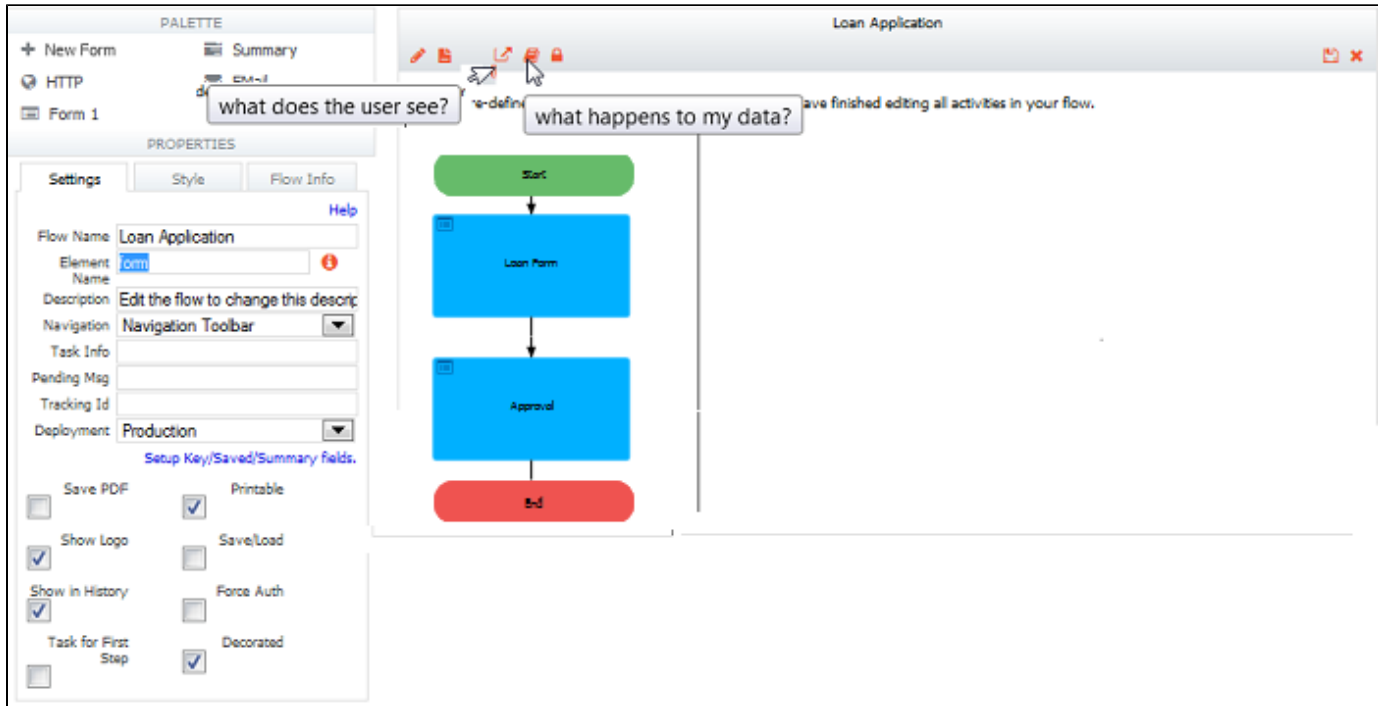 PALETTE
New Form
Summary
HTTP
EMail
Form 1
what does the user see?
PROPERTIES
Settings
Style
Flow Info
Help
Flow Name
Loan Application
Element
Name
form
Description
Edit the flow to change this descrip
Navigation
Navigation Toolbar
Task Info
Pending Msg
Tracking Id
Deployment
Production
Setup Key/Saved/Summary fields.
Save PDF
Printable
Show Logo
Save/Load
Show in History
Force Auth
Task for First
Step
Decorated
Loan Application
ave finished editing all activities in your flow.
what happens to my data?
Start
Loan Form
Approval
End